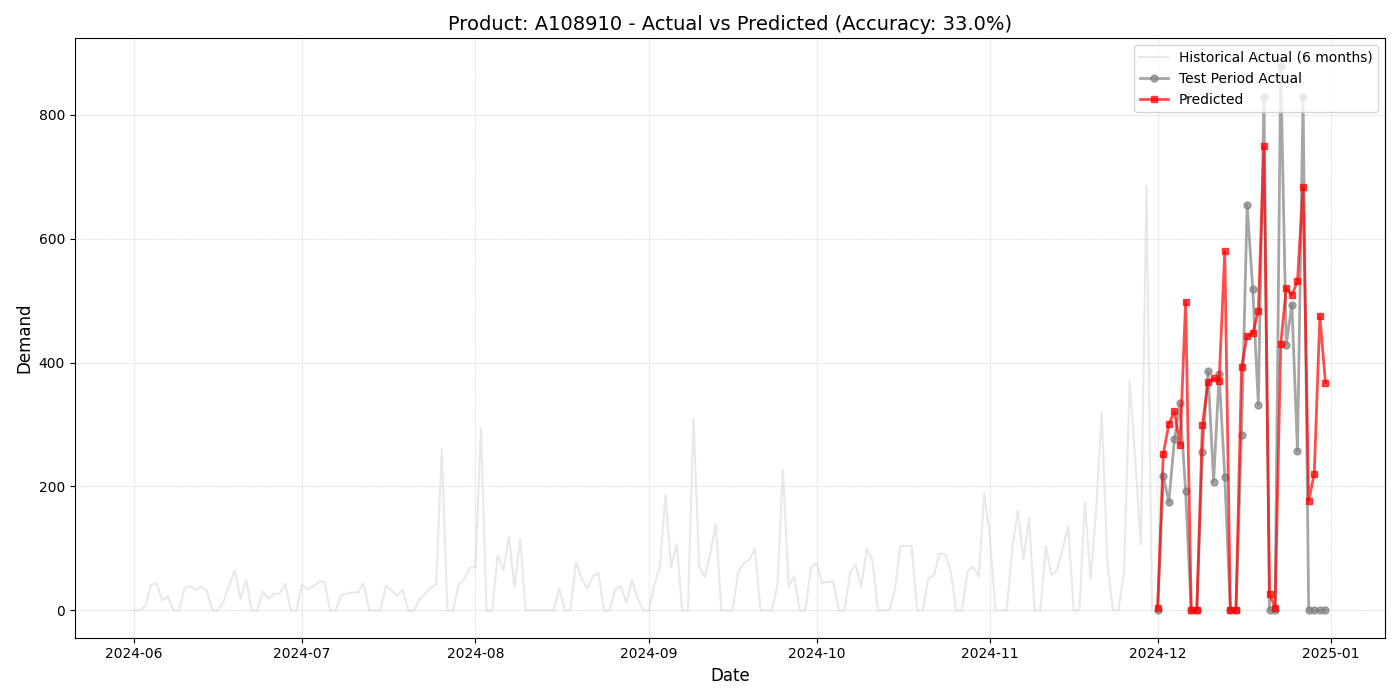 Product: A108910 - Actual vs Predicted (Accuracy: 33.0%)
Historical Actual (6 months)
Test Period Actual
Predicted
Demand
800
600
400
200
0
2024-06
2024-07
2024-08
2024-09
2024-10
2024-11
2024-12
2025-01
Date